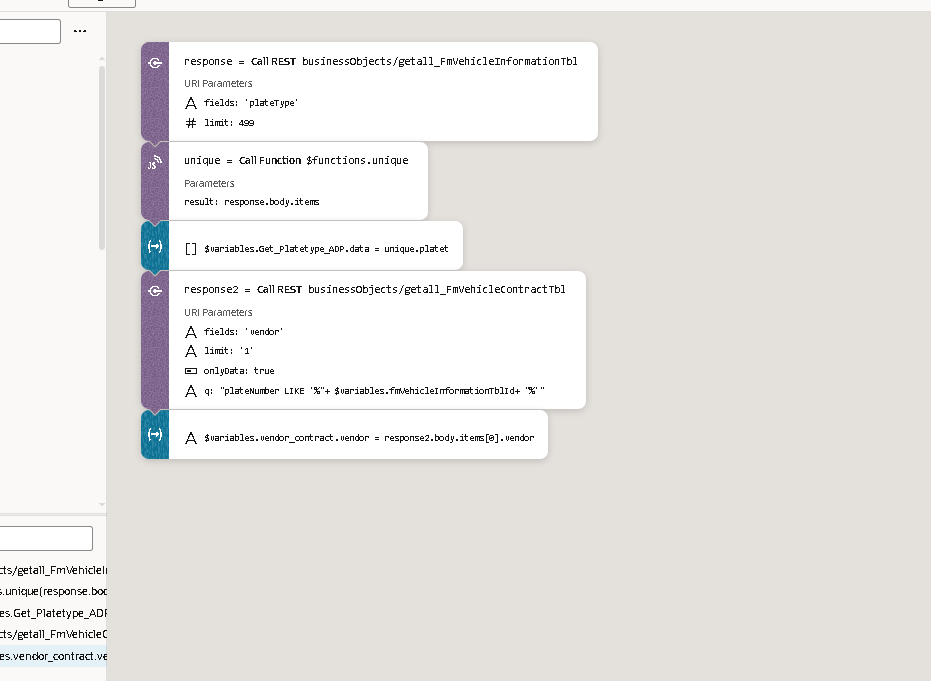 response = Call REST businessObjects/getall_FmVehicleInformationTbl
URI Parameters
fields: 'plateType'
# limit: 499
JS
unique = Call Function $functions.unique
Parameters
result: response.body.items
[] $variables.Get_Platetype_ADP.data = unique.platet
response2 = Call REST businessObjects/getall_FmVehicleContractTbl
URI Parameters
fields: 'vendor'
limit: '1'
onlyData: true
q: "plateNumber LIKE '%"+ $variables.fmVehicleInformationTblId+ "%'"
$variables.vendor_contract.vendor = response2.body.items[0].vendor
cts/getall_FmVehicleI
s.unique(response.bod
es.Get_Platetype_ADP
cts/getall_FmVehicleC
es.vendor_contract.ve